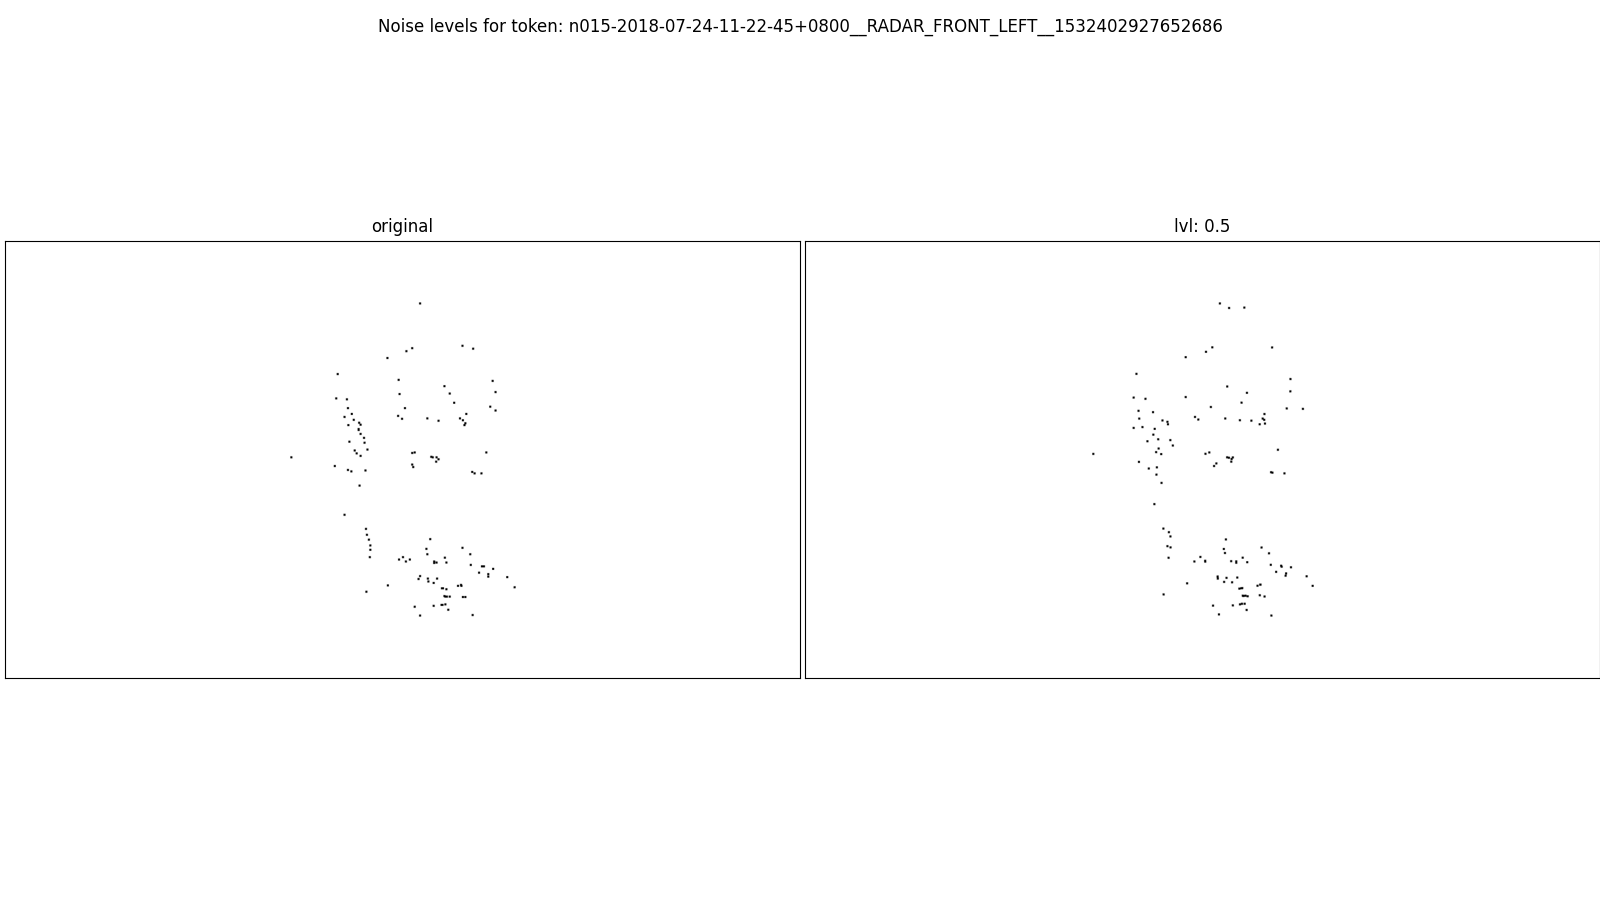 Noise levels for token: n015-2018-07-24-11-22-45+0800__RADAR_FRONT_LEFT__1532402927652686
original
lvl: 0.5